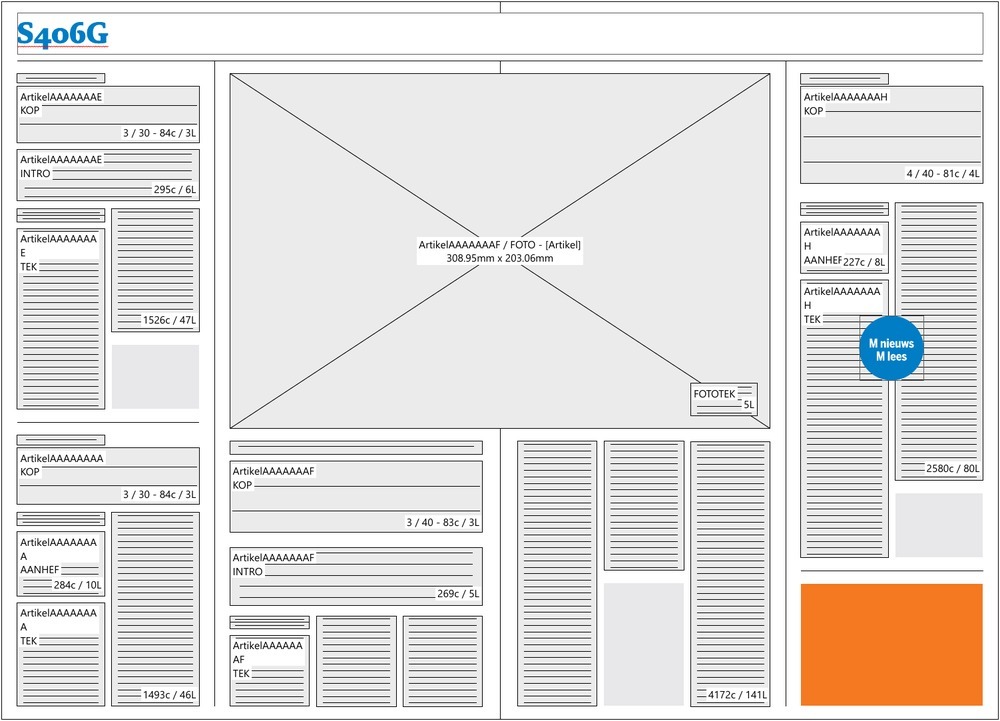 S406G
ArtikelAAAAAAAE
KOP
3 / 30 - 84c / 3L
ArtikelAAAAAAAE
INTRO
295c / 6L
ArtikelAAAAAAA
E
TEK
1526c / 47L
ArtikelAAAAAAAA
KOP
3 / 30 - 84c / 3L
ArtikelAAAAAAA
A
AANHEF
284c / 10L
ArtikelAAAAAAA
A
TEK
1493c / 46L
ArtikelAAAAAAAF / FOTO - [Artikel]
308.95mm x 203.06mm
FOTOTEK
5L
ArtikelAAAAAAAF
KOP
3 / 40 - 83c / 3L
ArtikelAAAAAAAF
INTRO
269c / 5L
ArtikelAAAAAA
AF
TEK
4172c / 141L
ArtikelAAAAAAAH
KOP
4 / 40 - 81c / 4L
ArtikelAAAAAAA
H
AANHEF
227c / 8L
ArtikelAAAAAAA
H
TEK
M nieuws
M lees
2580c / 80L